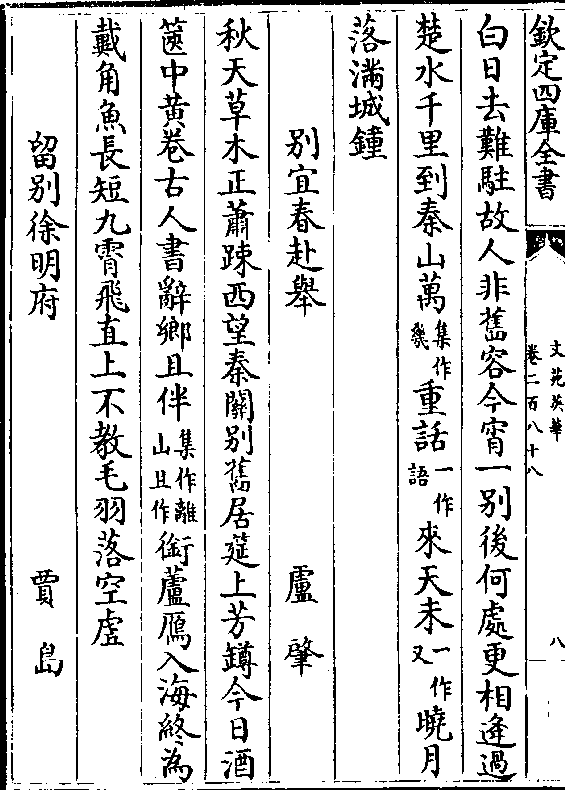 欽定四庫全書
文苑英華
卷二百八十八
八
白日去難駐故人非舊容今宵一別後何處更相逢過
楚水千里到秦山萬集作幾重話一作語來天未一作又曉月
落滿城鐘
別宜春赴舉 盧肇
秋天草木正蕭踈西望秦關別舊居筵上芳罇今日酒
篋中黄卷古人書辭鄉且伴集作離山且作銜蘆鴈入海終為
戴角魚長短九霄飛直上不教毛羽落空虚
留別徐明府 賈島